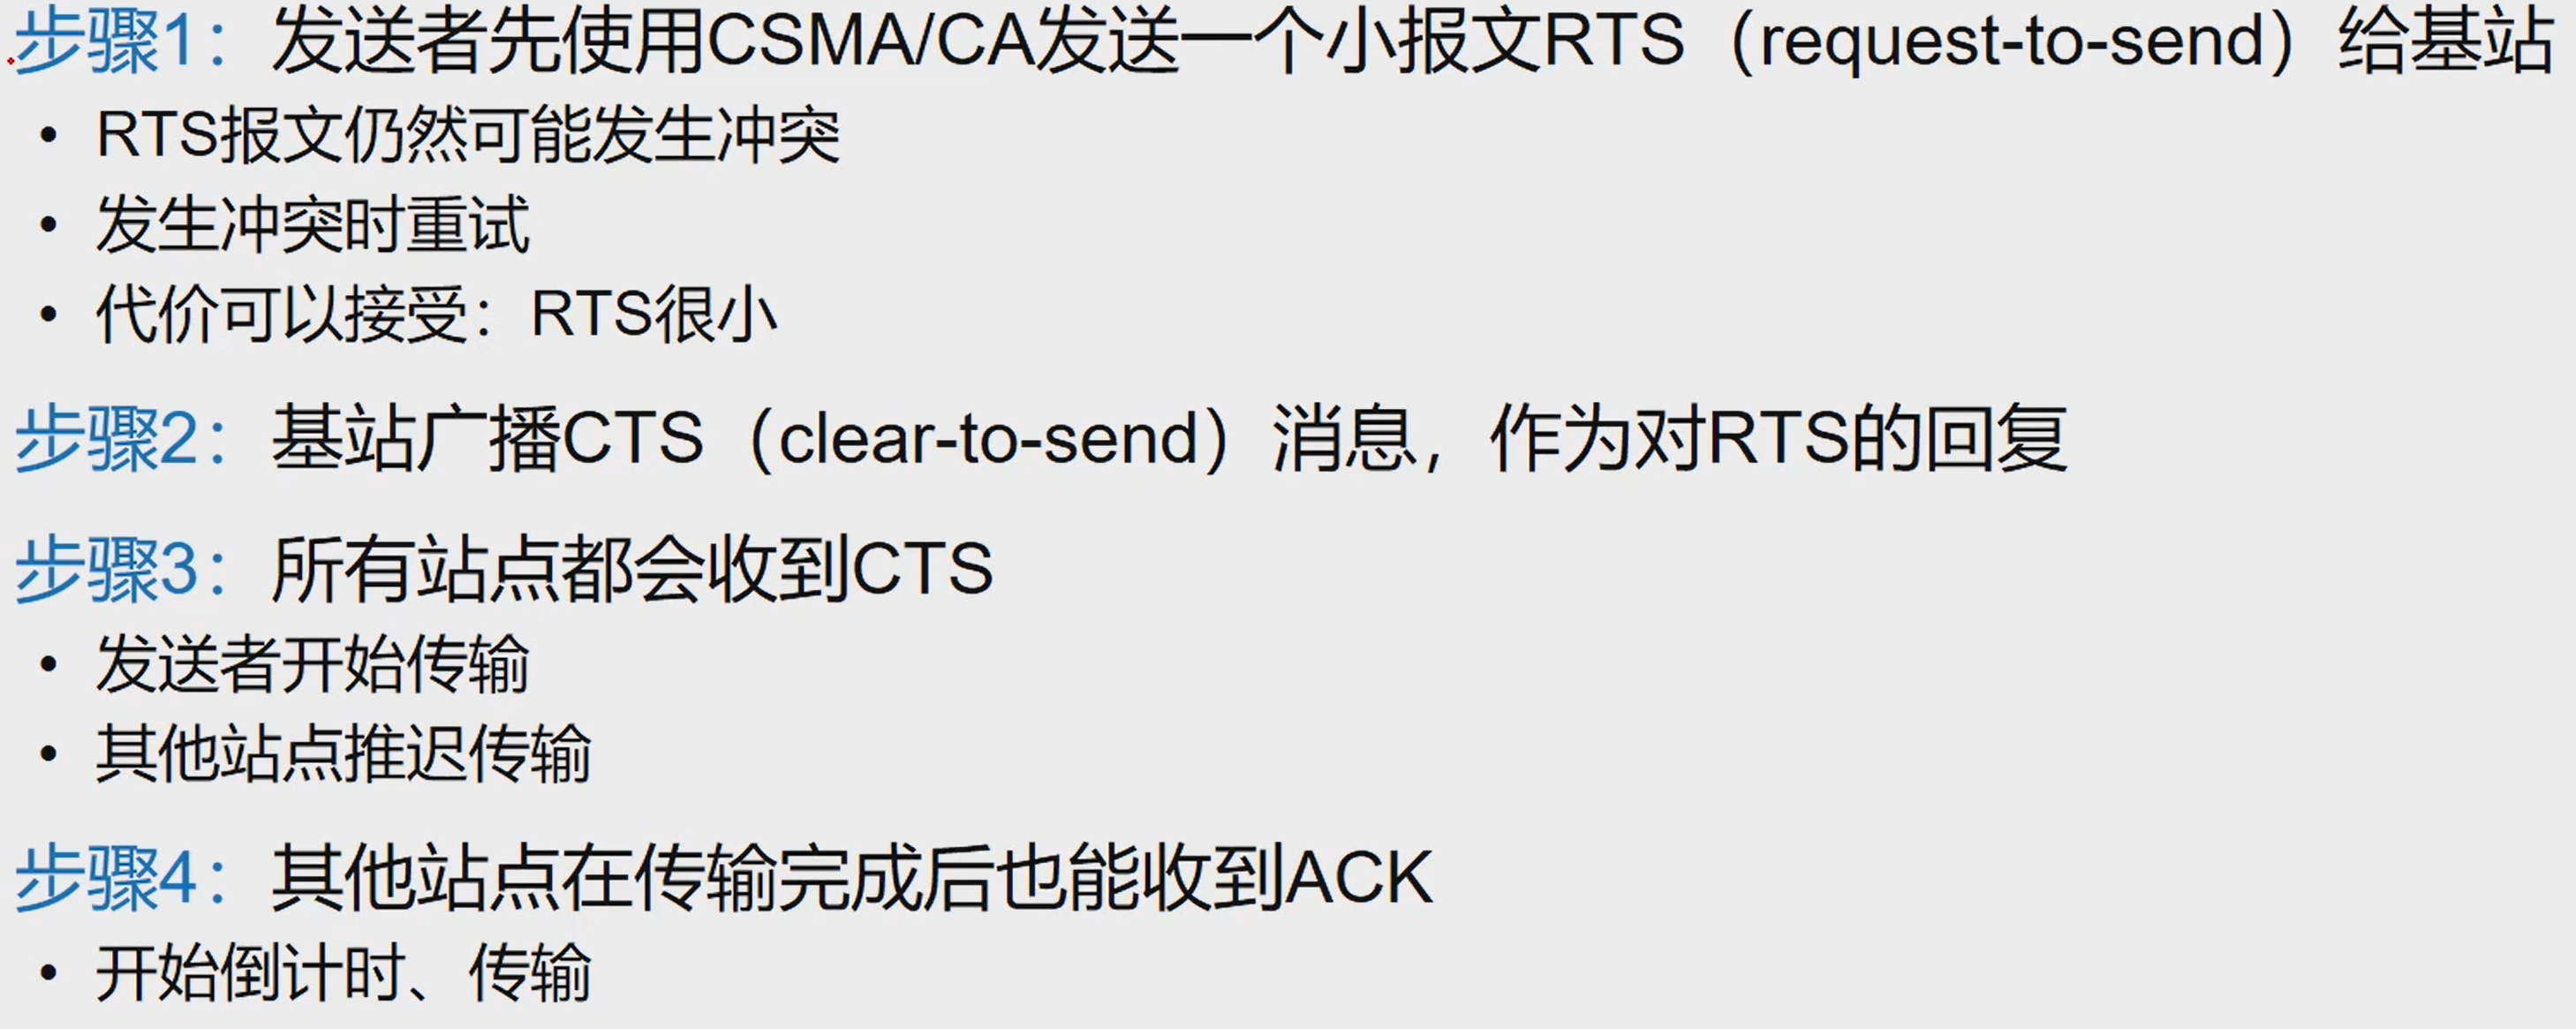 步骤1：发送者先使用CSMA/CA发送一个小报文RTS（request-to-send）给基站
• RTS报文仍然可能发生冲突
• 发生冲突时重试
• 代价可以接受：RTS很小
步骤2：基站广播CTS（clear-to-send）消息，作为对RTS的回复
步骤3：所有站点都会收到CTS
• 发送者开始传输
• 其他站点推迟传输
步骤4：其他站点在传输完成后也能收到ACK
• 开始倒计时、传输